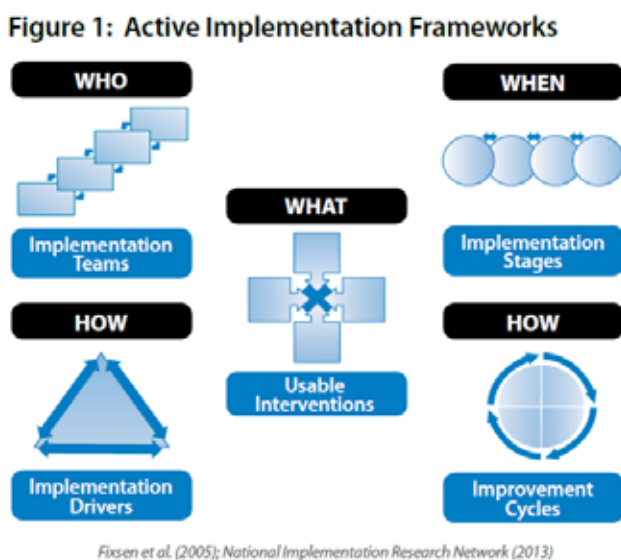 Figure 1: Active Implementation Frameworks
WHO
Implementation
Teams
WHEN
Implementation
Stages
WHAT
Usable
Interventions
HOW
Implementation
Drivers
HOW
Improvement
Cycles
Fixsen et al. (2005); National Implementation Research Network (2013)